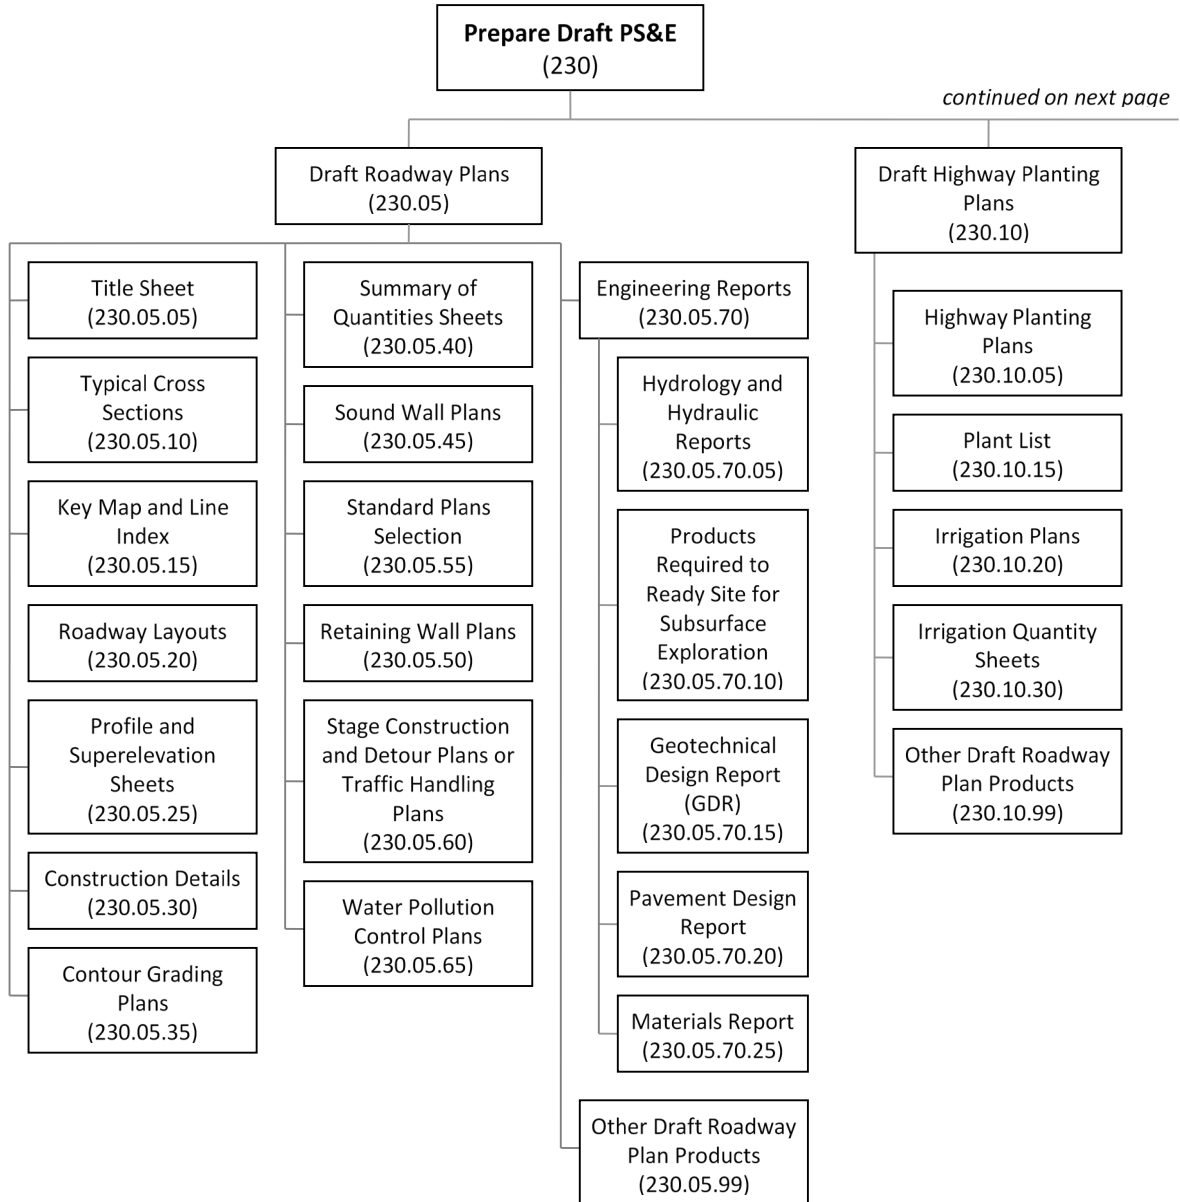 Prepare Draft PS&E
(230)
continued on next page
Draft Roadway Plans
(230.05)
Title Sheet
(230.05.05)
Typical Cross
Sections
(230.05.10)
Key Map and Line
Index
(230.05.15)
Roadway Layouts
(230.05.20)
Profile and
Superelevation
Sheets
(230.05.25)
Construction Details
(230.05.30)
Contour Grading
Plans
(230.05.35)
Summary of
Quantities Sheets
(230.05.40)
Sound Wall Plans
(230.05.45)
Standard Plans
Selection
(230.05.55)
Retaining Wall Plans
(230.05.50)
Stage Construction
and Detour Plans or
Traffic Handling
Plans
(230.05.60)
Water Pollution
Control Plans
(230.05.65)
Engineering Reports
(230.05.70)
Hydrology and
Hydraulic
Reports
(230.05.70.05)
Products
Required to
Ready Site for
Subsurface
Exploration
(230.05.70.10)
Geotechnical
Design Report
(GDR)
(230.05.70.15)
Pavement Design
Report
(230.05.70.20)
Materials Report
(230.05.70.25)
Other Draft Roadway
Plan Products
(230.05.99)
Draft Highway Planting
Plans
(230.10)
Highway Planting
Plans
(230.10.05)
Plant List
(230.10.15)
Irrigation Plans
(230.10.20)
Irrigation Quantity
Sheets
(230.10.30)
Other Draft Roadway
Plan Products
(230.10.99)